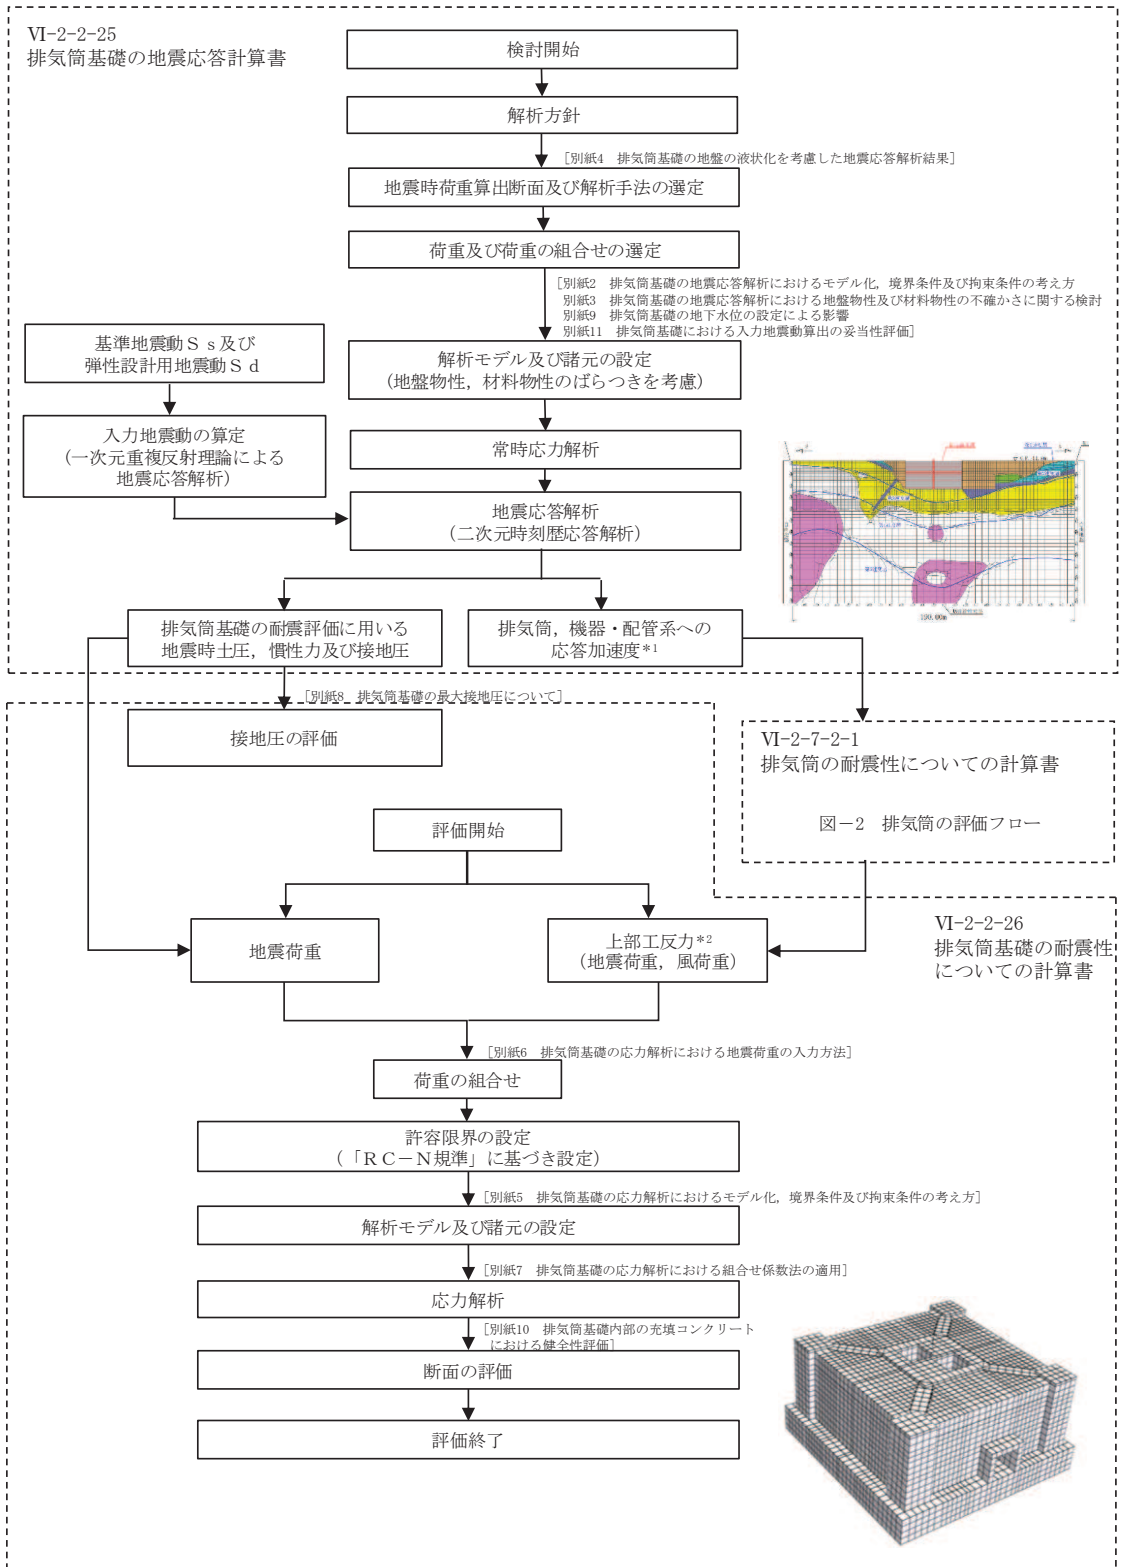 Ⅵ-2-2-25
排気筒基礎の地震応答計算書
検討開始
解析方針
[別紙4　排気筒基礎の地盤の液状化を考慮した地震応答解析結果]
地震時荷重算出断面及び解析手法の選定
荷重及び荷重の組合せの選定
[別紙2　排気筒基礎の地震応答解析におけるモデル化，境界条件及び拘束条件の考え方
別紙3　排気筒基礎の地震応答解析における地盤物性及び材料物性の不確かさに関する検討
別紙9　排気筒基礎の地下水位の設定による影響
別紙11　排気筒基礎における入力地震動算出の妥当性評価]
基準地震動Ｓｓ及び
弾性設計用地震動Ｓｄ
解析モデル及び諸元の設定
(地盤物性，材料物性のばらつきを考慮)
入力地震動の算定
(一次元重複反射理論による
地震応答解析)
常時応力解析
地震応答解析
(二次元時刻歴応答解析)
排気筒基礎の耐震評価に用いる
地震時土圧，慣性力及び接地圧
排気筒，機器・配管系への
応答加速度*1
[別紙8　排気筒基礎の最大接地圧について]
接地圧の評価
Ⅵ-2-7-2-1
排気筒の耐震性についての計算書
図－2　排気筒の評価フロー
評価開始
地震荷重
上部工反力*2
(地震荷重，風荷重)
Ⅵ-2-2-26
排気筒基礎の耐震性
についての計算書
[別紙6　排気筒基礎の応力解析における地震荷重の入力方法]
荷重の組合せ
許容限界の設定
(「ＲＣ－Ｎ規準」に基づき設定)
[別紙5　排気筒基礎の応力解析におけるモデル化，境界条件及び拘束条件の考え方]
解析モデル及び諸元の設定
[別紙7　排気筒基礎の応力解析における組合せ係数法の適用]
応力解析
[別紙10　排気筒基礎内部の充填コンクリート
における健全性評価]
断面の評価
評価終了